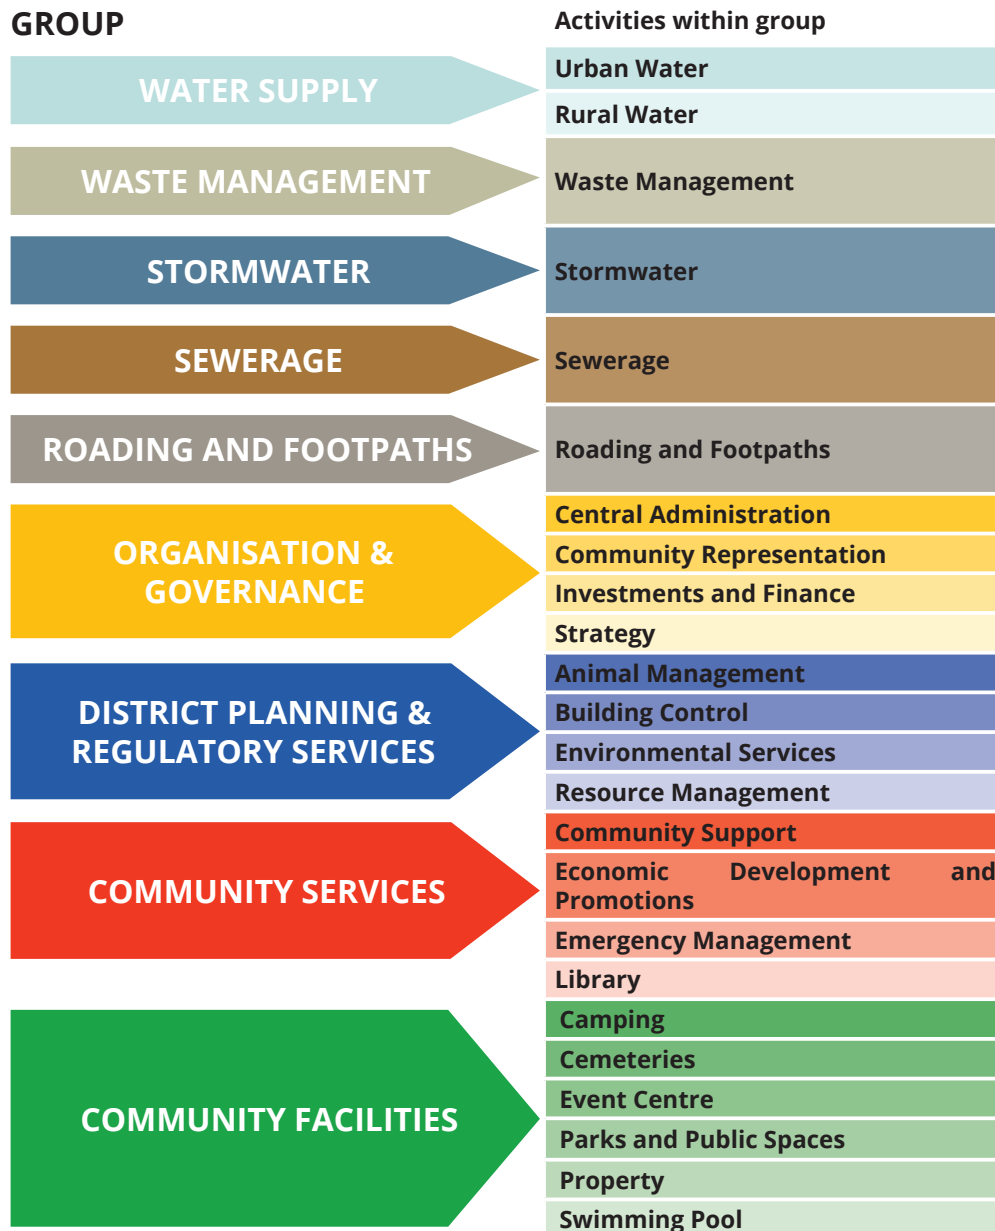 GROUP
Activities within group
WATER SUPPLY
Urban Water
Rural Water
WASTE MANAGEMENT
Waste Management
STORMWATER
Stormwater
SEWERAGE
Sewerage
ROADING AND FOOTPATHS
Roading and Footpaths
ORGANISATION &
GOVERNANCE
Central Administration
Community Representation
Investments and Finance
Strategy
DISTRICT PLANNING &
REGULATORY SERVICES
Animal Management
Building Control
Environmental Services
Resource Management
COMMUNITY SERVICES
Community Support
Economic Development and
Promotions
Emergency Management
Library
COMMUNITY FACILITIES
Camping
Cemeteries
Event Centre
Parks and Public Spaces
Property
Swimming Pool